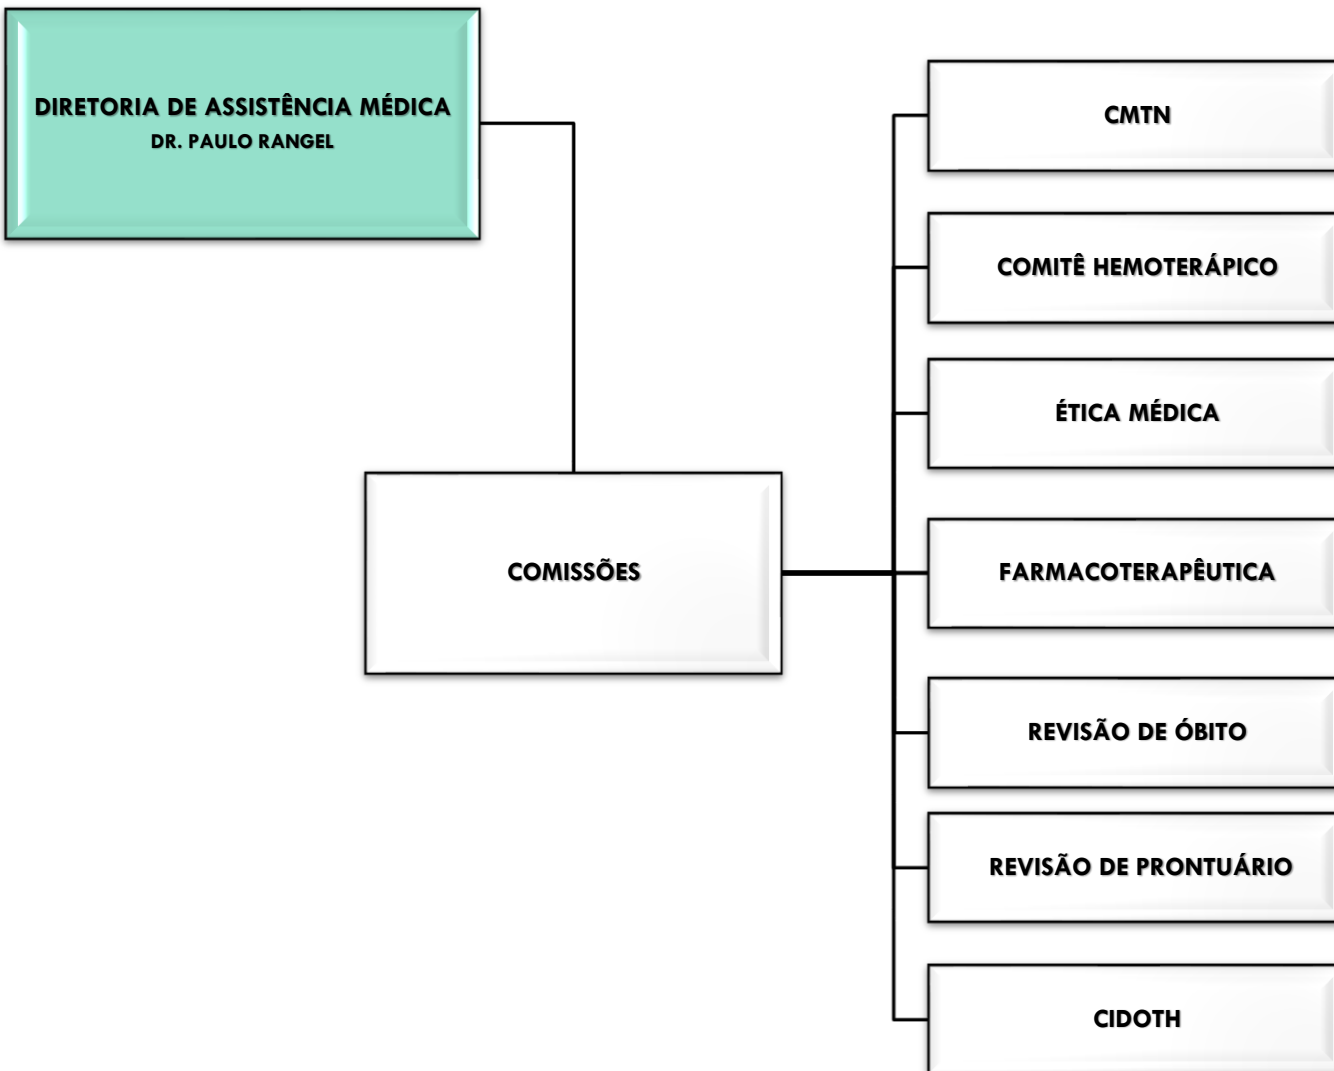 DIRETORIA DE ASSISTÊNCIA MÉDICA
DR. PAULO RANGEL
COMISSÕES
CMTN
COMITÊ HEMOTERÁPICO
ÉTICA MÉDICA
FARMACOTERAPÊUTICA
REVISÃO DE ÓBITO
REVISÃO DE PRONTUÁRIO
CIDOTH